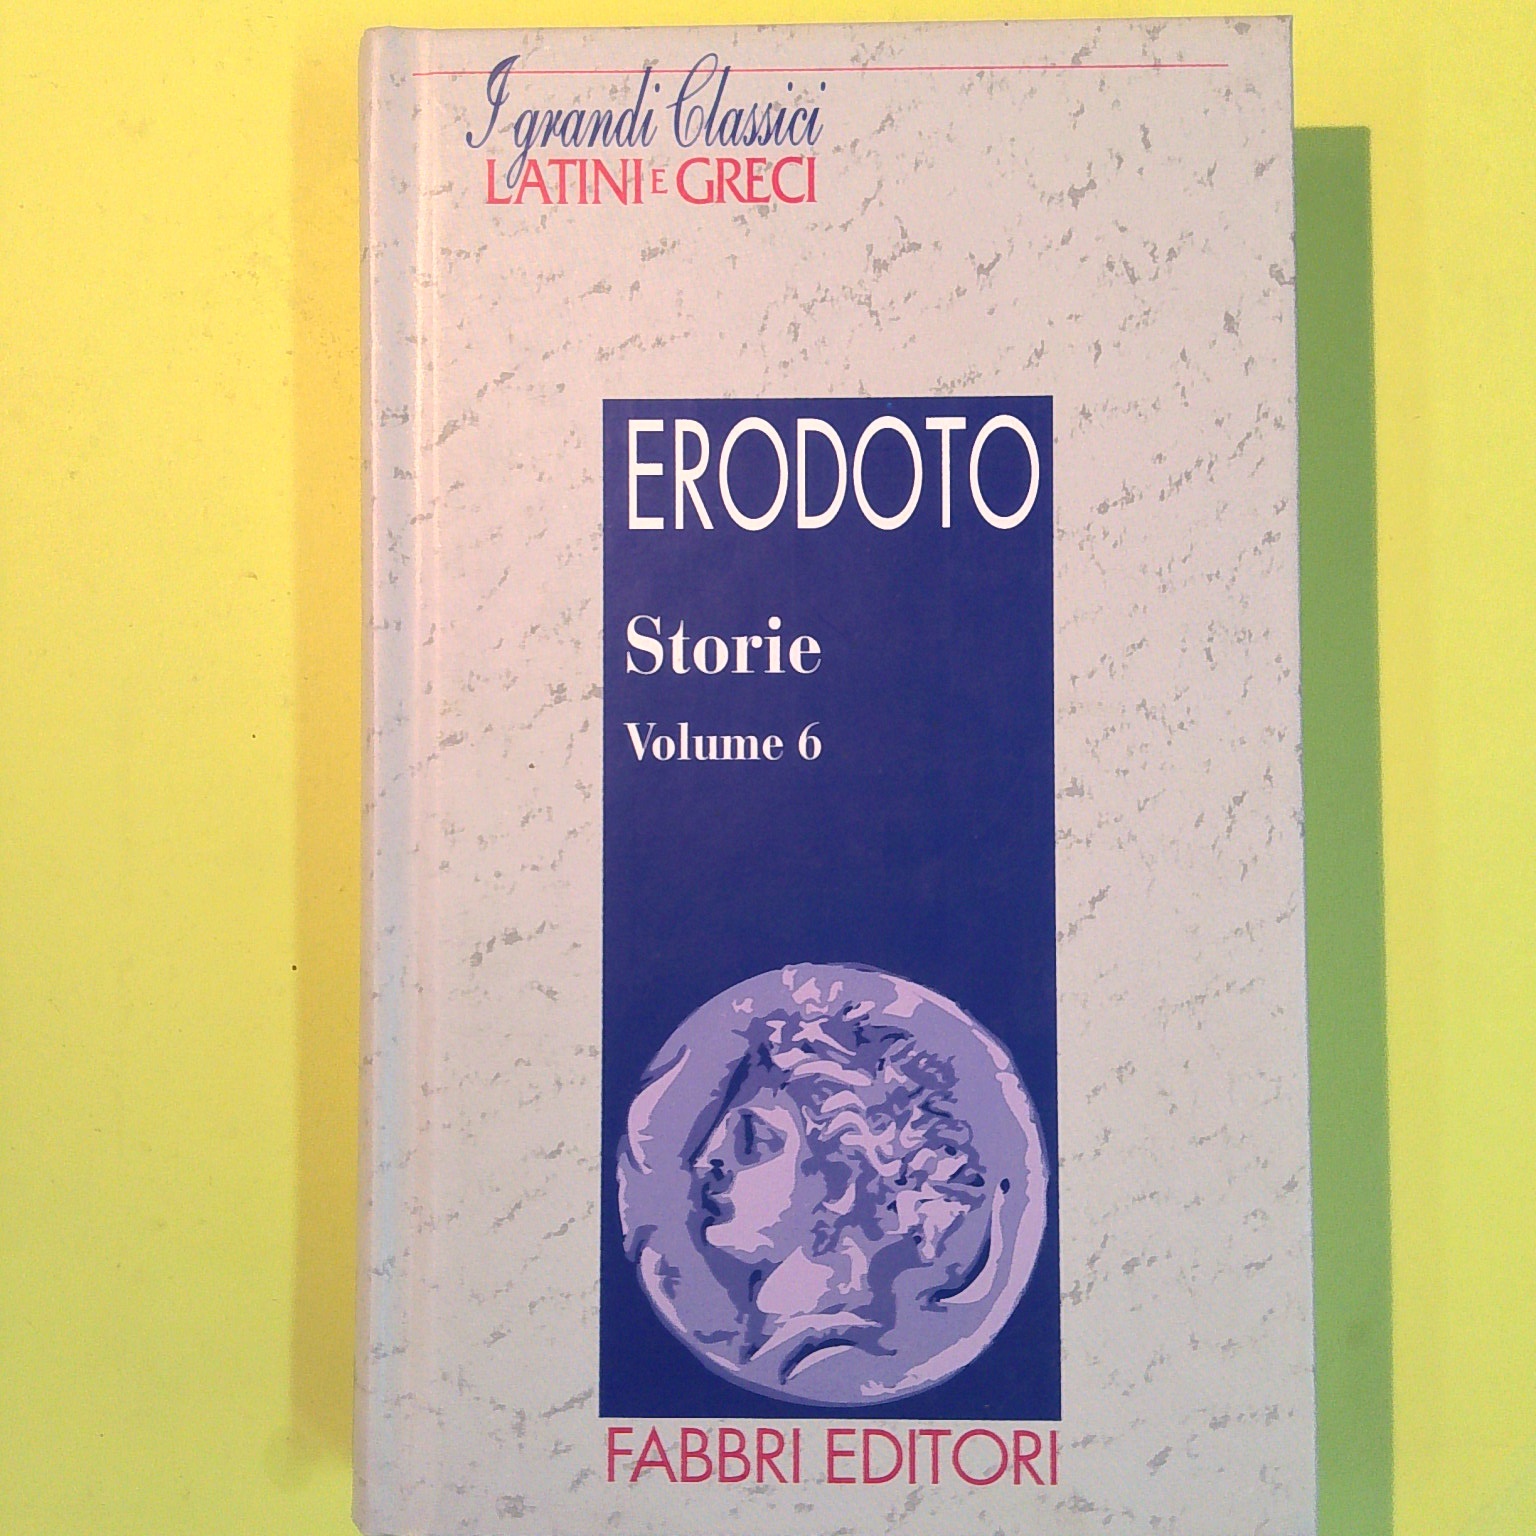 I grandi Classici
LATINI E GRECI
ERODOTO
Storie
Volume 6
FABBRI EDITORI